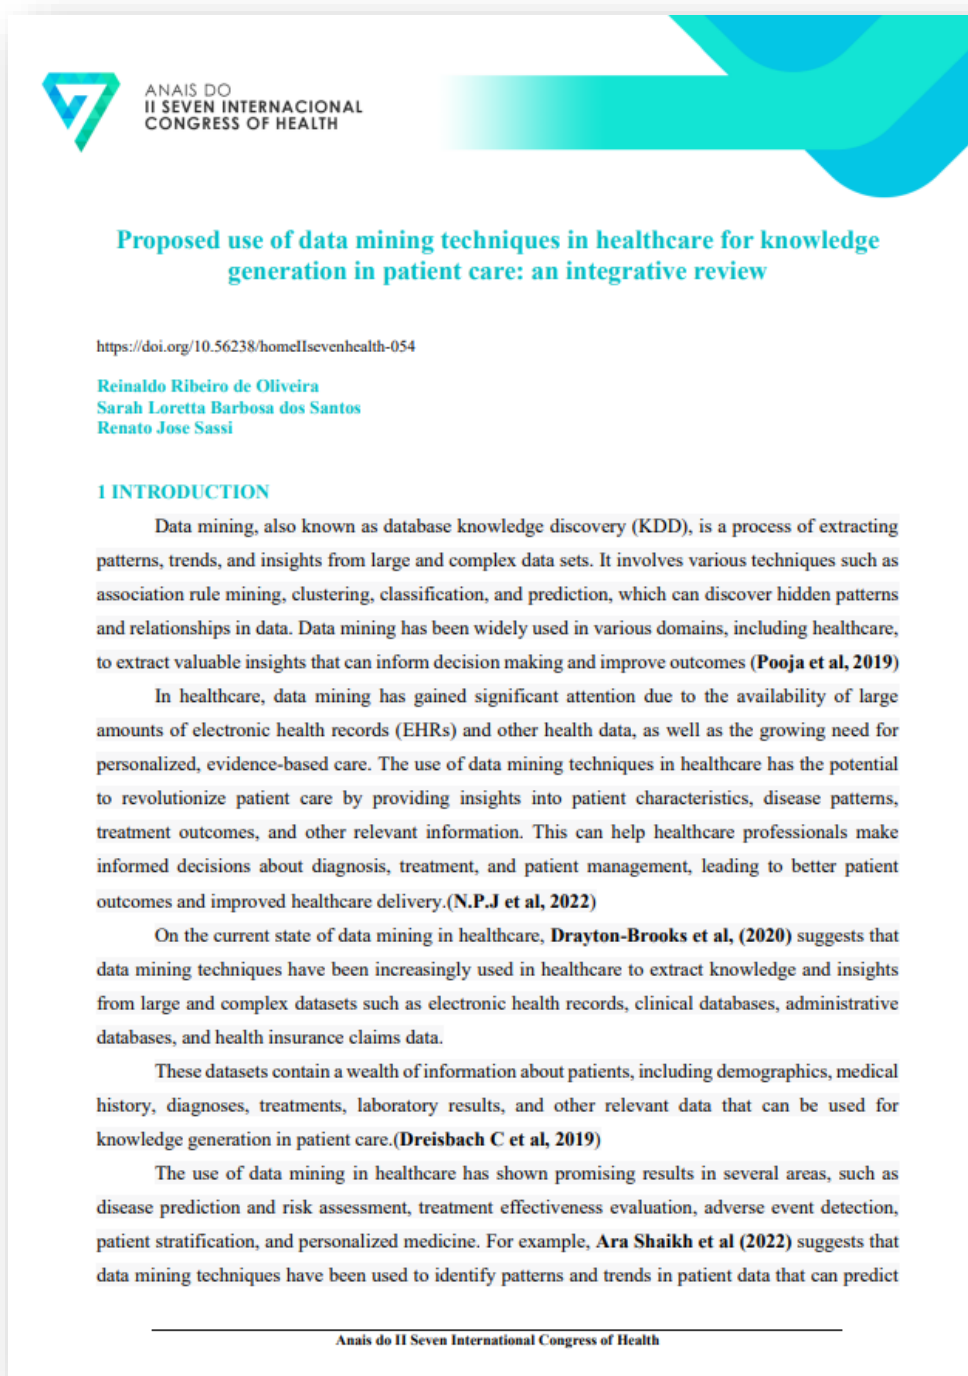 ANAIS DO
II SEVEN INTERNACIONAL
CONGRESS OF HEALTH
Proposed use of data mining techniques in healthcare for knowledge
generation in patient care: an integrative review
https://doi.org/10.56238/homeIIsevenhealth-054
Reinaldo Ribeiro de Oliveira
Sarah Loretta Barbosa dos Santos
Renato Jose Sassi
1 INTRODUCTION
Data mining, also known as database knowledge discovery (KDD), is a process of extracting
patterns, trends, and insights from large and complex data sets. It involves various techniques such as
association rule mining, clustering, classification, and prediction, which can discover hidden patterns
and relationships in data. Data mining has been widely used in various domains, including healthcare,
to extract valuable insights that can inform decision making and improve outcomes (Pooja et al, 2019)
In healthcare, data mining has gained significant attention due to the availability of large
amounts of electronic health records (EHRs) and other health data, as well as the growing need for
personalized, evidence-based care. The use of data mining techniques in healthcare has the potential
to revolutionize patient care by providing insights into patient characteristics, disease patterns,
treatment outcomes, and other relevant information. This can help healthcare professionals make
informed decisions about diagnosis, treatment, and patient management, leading to better patient
outcomes and improved healthcare delivery.(N.P.J et al, 2022)
On the current state of data mining in healthcare, Drayton-Brooks et al, (2020) suggests that
data mining techniques have been increasingly used in healthcare to extract knowledge and insights
from large and complex datasets such as electronic health records, clinical databases, administrative
databases, and health insurance claims data.
These datasets contain a wealth of information about patients, including demographics, medical
history, diagnoses, treatments, laboratory results, and other relevant data that can be used for
knowledge generation in patient care.(Dreisbach C et al, 2019)
The use of data mining in healthcare has shown promising results in several areas, such as
disease prediction and risk assessment, treatment effectiveness evaluation, adverse event detection,
patient stratification, and personalized medicine. For example, Ara Shaikh et al (2022) suggests that
data mining techniques have been used to identify patterns and trends in patient data that can predict
Anais do II Seven International Congress of Health